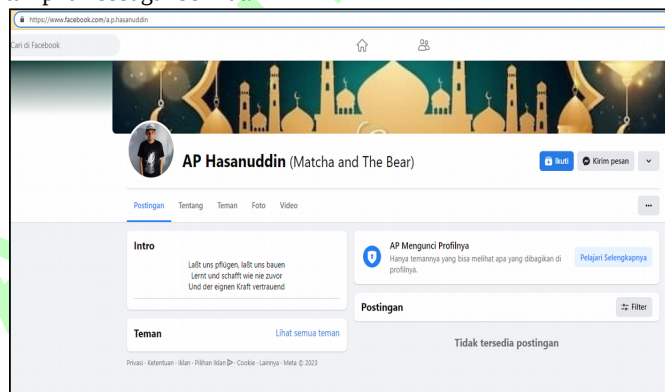 https://www.facebook.com/a.p.hasanuddin
Cari di Facebook
AP Hasanuddin (Matcha and The Bear)
Ikuti
Kirim pesan
Postingan Tentang Teman Foto Video
Intro
Laßt uns pflügen, laßt uns bauen
Lernt und schafft wie nie zuvor
Und der eignen Kraft vertrauend
AP Mengunci Profilnya
Hanya temannya yang bisa melihat apa yang dibagikan di
profilnya.
Pelajari Selengkapnya
Postingan
Filter
Teman
Lihat semua teman
Tidak tersedia postingan
Privasi · Ketentuan · Iklan · Pilihan Iklan · Cookie · Lainnya · Meta © 2023